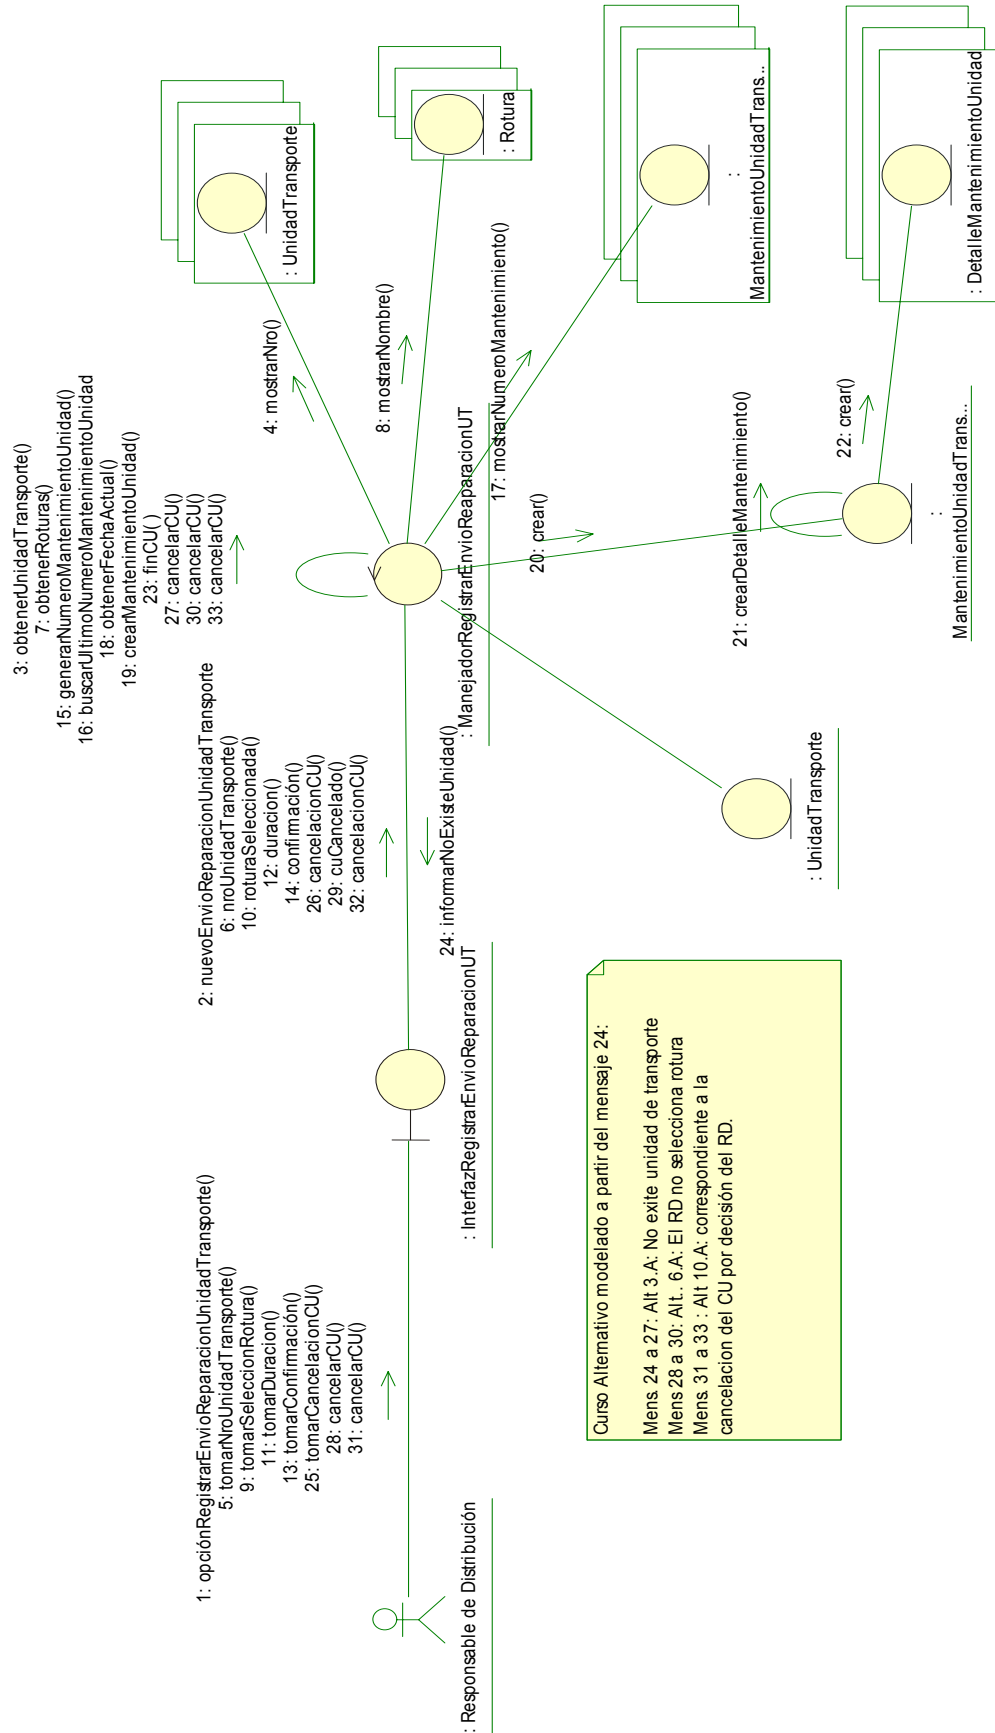 1: opciónRegistrarEnvioReparacionUnidadTransporte()
5: tomarNroUnidadTransporte()
9: tomarSeleccionRotura()
11: tomarDuracion()
13: tomarConfirmación()
25: tomarCancelacionCU()
28: cancelarCU()
31: cancelarCU()
: Responsable de Distribución
2: nuevoEnvioReparacionUnidadTransporte
6: nroUnidadTransporte()
10: roturaSeleccionada()
12: duracion()
14: confirmación()
26: cancelacionCU()
29: cuCancelado()
32: cancelacionCU()
24: informarNoExisteUnidad()
: InterfazRegistrarEnvioReparacionUT
3: obtenerUnidadTransporte()
7: obtenerRoturas()
15: generarNumeroMantenimientoUnidad()
16: buscarUltimoNumeroMantenimientoUnidad
18: obtenerFechaActual()
19: crearMantenimientoUnidad()
23: finCU( )
27: cancelarCU()
30: cancelarCU()
33: cancelarCU()
: ManejadorRegistrarEnvioReaparacionUT
4: mostrarNro()
: UnidadTransporte
8: mostrarNombre()
: Rotura
17: mostrarNumeroMantenimiento()
:
MantenimientoUnidadTrans...
20: crear()
21: crearDetalleMantenimiento()
:
MantenimientoUnidadTrans...
22: crear()
: DetalleMantenimientoUnidad
: UnidadTransporte
Curso Alternativo modelado a partir del mensaje 24:
Mens. 24 a 27: Alt 3.A: No exite unidad de transporte
Mens 28 a 30: Alt.. 6.A: El RD no selecciona rotura
Mens. 31 a 33 : Alt 10.A: correspondiente a la
cancelacion del CU por decisión del RD.